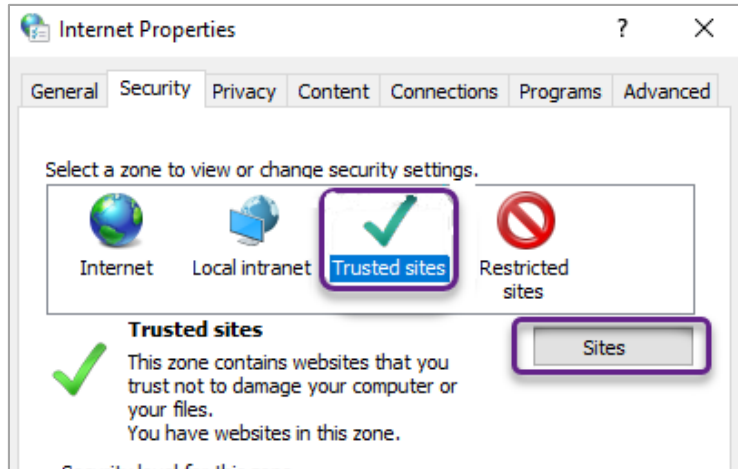 Internet Properties
?
General Security Privacy Content Connections Programs Advanced
Select a zone to view or change security settings.
Internet Local intranet Trusted sites Restricted
sites
Trusted sites
Sites
This zone contains websites that you
trust not to damage your computer or
your files.
You have websites in this zone.